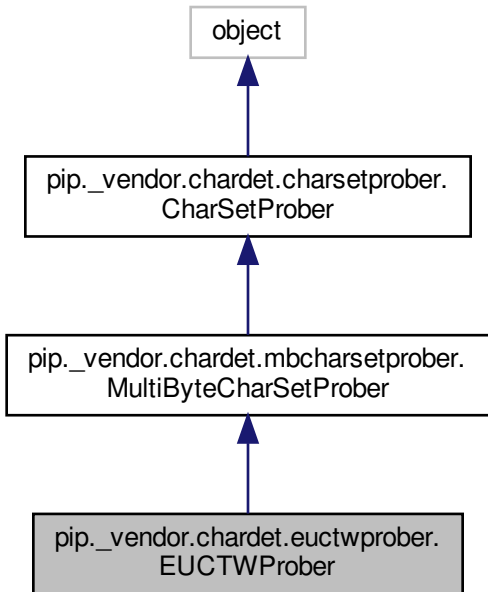 object
pip._vendor.chardet.charsetprober.
CharSetProber
pip._vendor.chardet.mbcharsetprober.
MultiByteCharSetProber
pip._vendor.chardet.euctwprober.
EUCTWProber